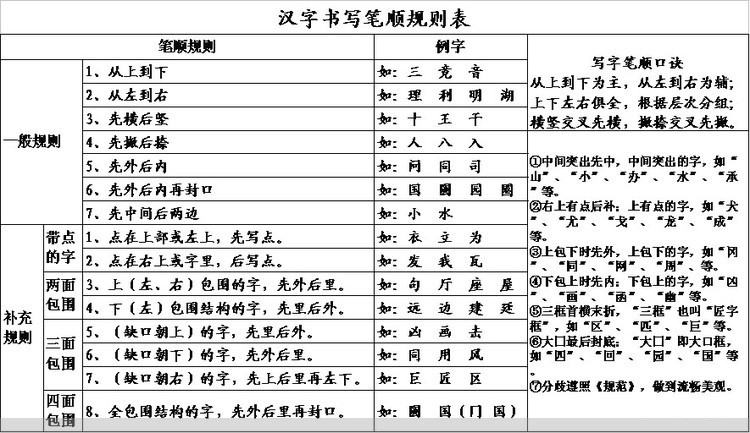 汉字书写笔顺规则表
笔顺规则 例字
一般规则
1、从上到下 如：三 竞 音
2、从左到右 如：理 利 明 湖
3、先横后竖 如：十 王 干
4、先撇后捺 如：人 八 入
5、先外后内 如：问 同 司
6、先外后内再封口 如：国 圆 园 圈
7、先中间后两边 如：小 水
补充规则
带点的字
1、点在上部或左上，先写点。 如：衣 立 为
2、点在右上或字里，后写点。 如：发 我 瓦
两面包围
3、上（左、右）包围的字，先外后里。 如：句 厅 座 屋
4、下（左）包围结构的字，先里后外。 如：远 边 建 廷
三面包围
5、（缺口朝上）的字，先里后外。 如：凶 画 击
6、（缺口朝下）的字，先外后里。 如：同 用 风
7、（缺口朝右）的字，先上后里再左下。 如：巨 匠 区
四面包围
8、全包围结构的字，先外后里再封口。 如：圆 国（门 国）
写字笔顺口诀
从上到下为主，从左到右为辅；
上下左右俱全，根据层次分组；
横竖交叉先横，撇捺交叉先撇。
①中间突出先中，中间突出的字，如“
山”、“小”、“办”、“水”、“承
”等。
②右上有点后补；上有点的字，如“犬
”、“尤”、“戈”、“龙”、“成”
等。
③上包下时先外，上包下的字，如“冈
”、“同”、“网”、“周”、等。
④下包上时先内；下包上的字，如“凶
”、“画”、“函”、“幽”等。
⑤三框首横末折，“三框”也叫“匠字
框”，如“区”、“匹”、“巨”等。
⑥大口最后封底；“大囗”即大口框，
如“四”、“回”、“园”、“国”等
。
⑦分歧遵照《规范》，做到流畅美观。